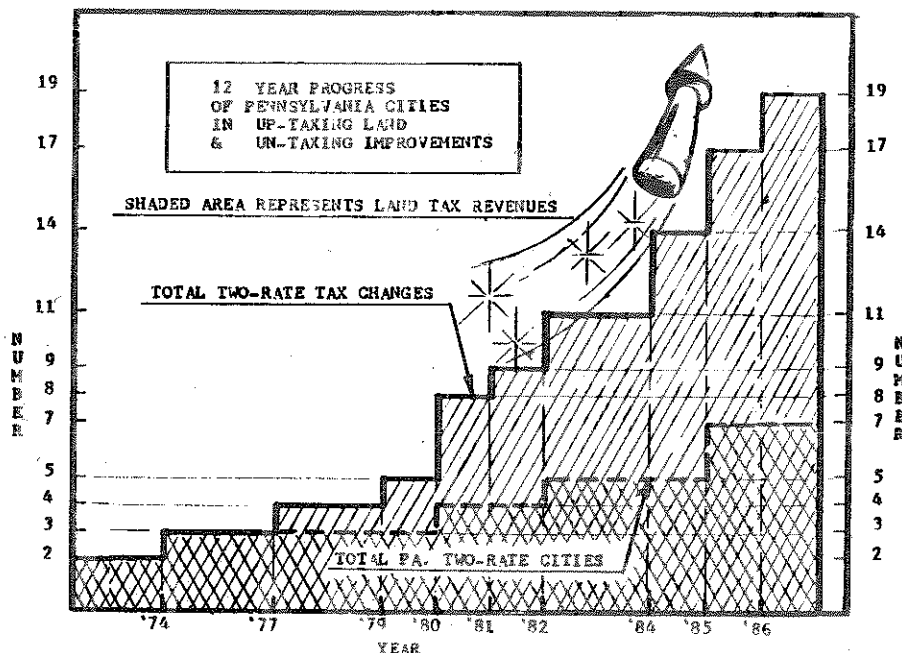 12 YEAR PROGRESS
OF PENNSYLVANIA CITIES
IN UP-TAXING LAND
& UN-TAXING IMPROVEMENTS
SHADED AREA REPRESENTS LAND TAX REVENUES
TOTAL TWO-RATE TAX CHANGES
TOTAL PA. TWO-RATE CITIES
NUMBER
19
17
14
11
9
8
7
5
4
3
2
19
17
14
11
9
8
7
5
4
3
2
NUMBER
'74 '77 '79 '80 '81 '82 '84 '85 '86
YEAR